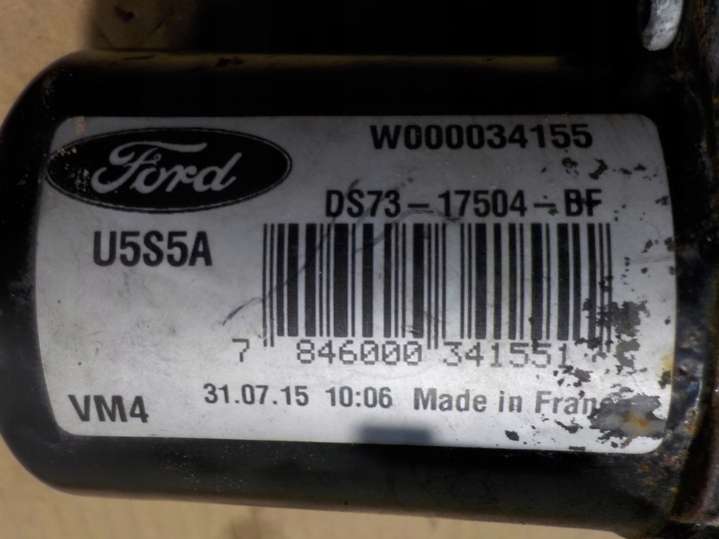 Ford
W000034155
DS73-17504-BF
U5S5A
7 846000 341551
VM4
31.07.15 10:06 Made in